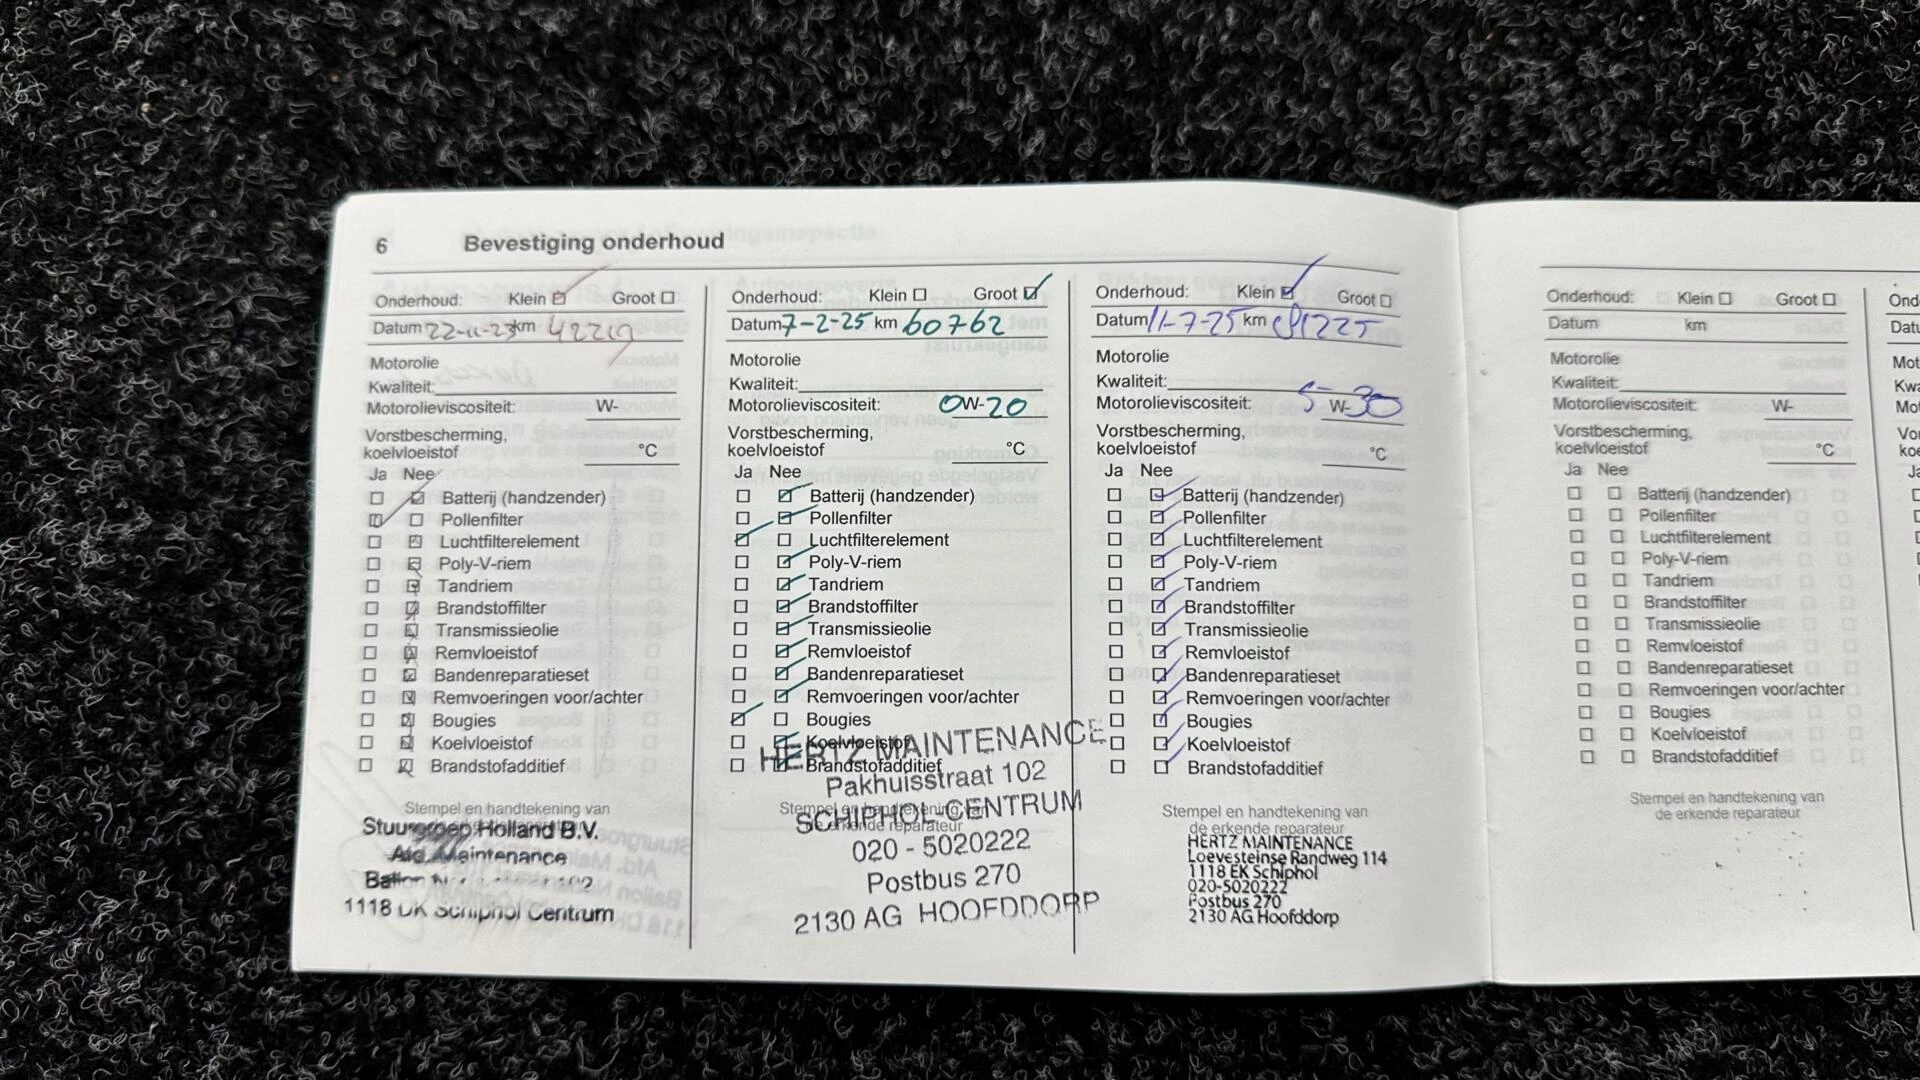 6 Bevestiging onderhoud
Onderhoud: Klein Groot
Datum 22-11-23 km 42219
Motorolie
Kwaliteit:
Motorolieviscositeit: W-
Vorstbescherming,
koelvloeistof °C
Ja Nee
Batterij (handzender)
Pollenfilter
Luchtfilterelement
Poly-V-riem
Tandriem
Brandstoffilter
Transmissieolie
Remvloeistof
Bandenreparatieset
Remvoeringen voor/achter
Bougies
Koelvloeistof
Brandstofadditief
Stempel en handtekening van
Stuurgroep Holland B.V.
Afd. Maintenance
1118 DK Schiphol Centrum
Onderhoud: Klein Groot
Datum 7-2-25 km 60762
Motorolie
Kwaliteit:
Motorolieviscositeit: 0W-20
Vorstbescherming,
koelvloeistof °C
Ja Nee
Batterij (handzender)
Pollenfilter
Luchtfilterelement
Poly-V-riem
Tandriem
Brandstoffilter
Transmissieolie
Remvloeistof
Bandenreparatieset
Remvoeringen voor/achter
Bougies
Koelvloeistof
Brandstofadditief
Stempel en handtekening van
de erkende reparateur
HERTZ MAINTENANCE
Pakhuisstraat 102
SCHIPHOL-CENTRUM
020 - 5020222
Postbus 270
2130 AG HOOFDDORP
Onderhoud: Klein Groot
Datum 11-7-25 km
Motorolie
Kwaliteit:
Motorolieviscositeit: 5 W-30
Vorstbescherming,
koelvloeistof °C
Ja Nee
Batterij (handzender)
Pollenfilter
Luchtfilterelement
Poly-V-riem
Tandriem
Brandstoffilter
Transmissieolie
Remvloeistof
Bandenreparatieset
Remvoeringen voor/achter
Bougies
Koelvloeistof
Brandstofadditief
Stempel en handtekening van
de erkende reparateur
HERTZ MAINTENANCE
Loevesteinse Randweg 114
1118 EK Schiphol
020-5020222
Postbus 270
2130 AG Hoofddorp
Onderhoud: Klein Groot
Datum km
Motorolie
Kwaliteit:
Motorolieviscositeit: W-
Vorstbescherming,
koelvloeistof °C
Ja Nee
Batterij (handzender)
Pollenfilter
Luchtfilterelement
Poly-V-riem
Tandriem
Brandstoffilter
Transmissieolie
Remvloeistof
Bandenreparatieset
Remvoeringen voor/achter
Bougies
Koelvloeistof
Brandstofadditief
Stempel en handtekening van
de erkende reparateur